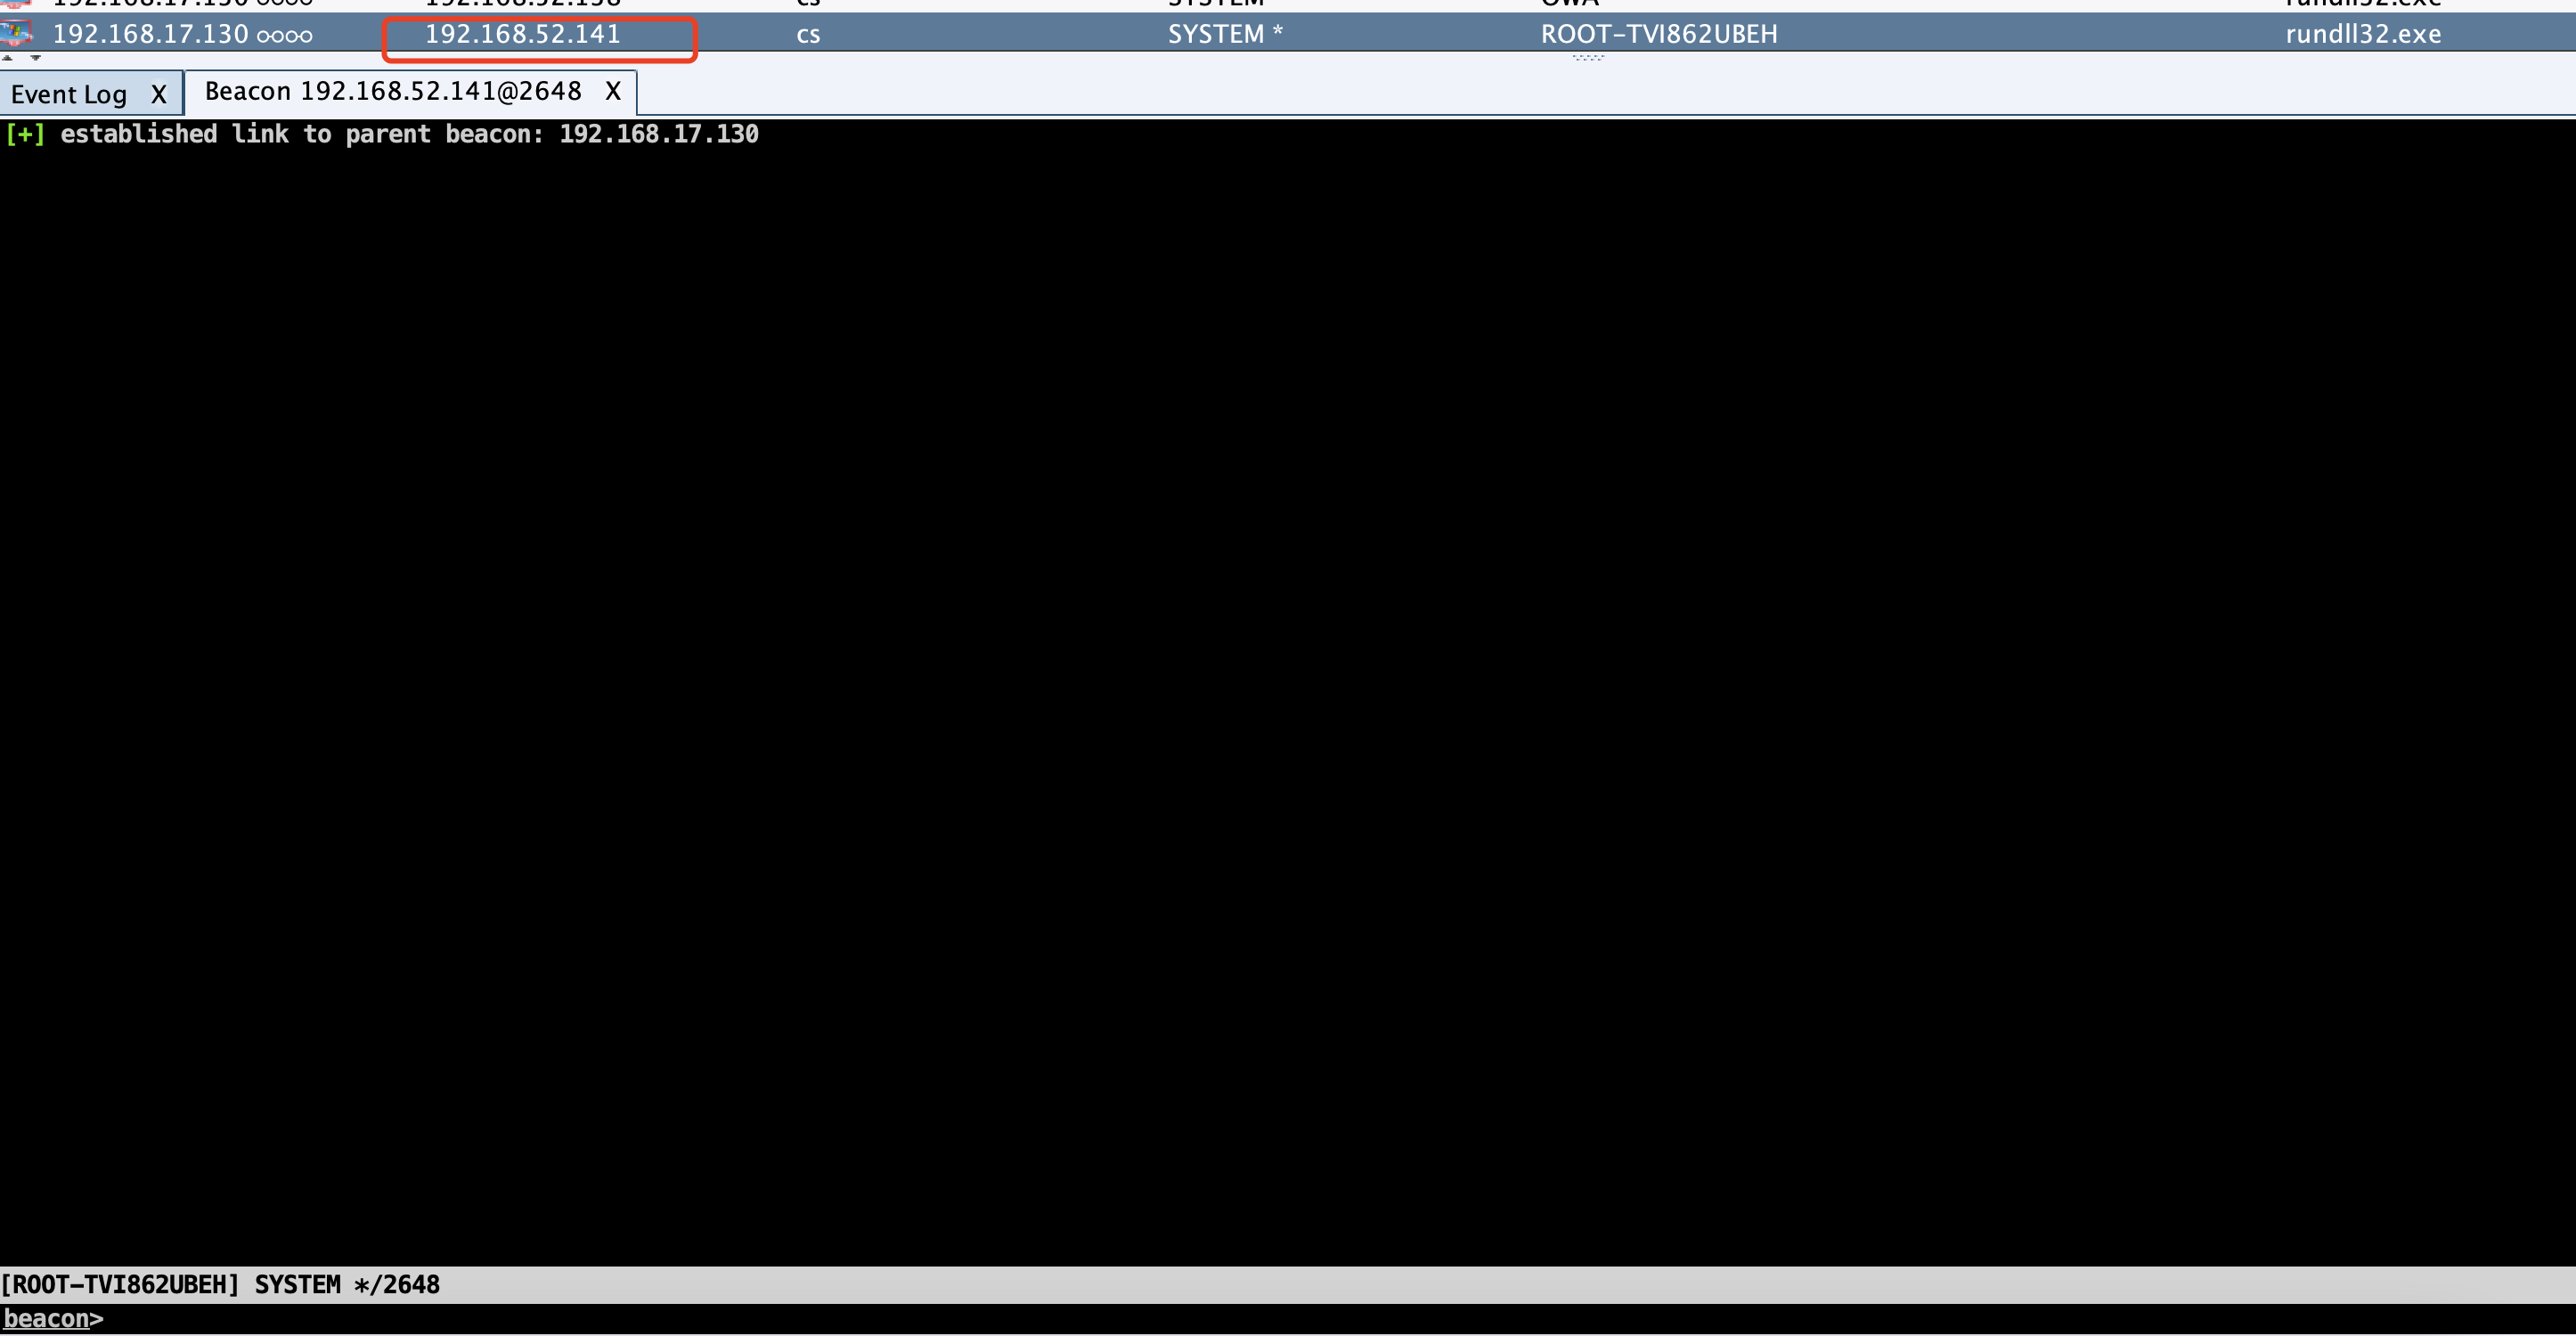 192.168.17.130 192.168.52.138 cs SYSTEM * OWA rundll32.exe
192.168.17.130 192.168.52.141 cs SYSTEM * ROOT-TVI862UBEH rundll32.exe
Event Log X Beacon 192.168.52.141@2648 X
[+] established link to parent beacon: 192.168.17.130
[ROOT-TVI862UBEH] SYSTEM */2648
beacon>